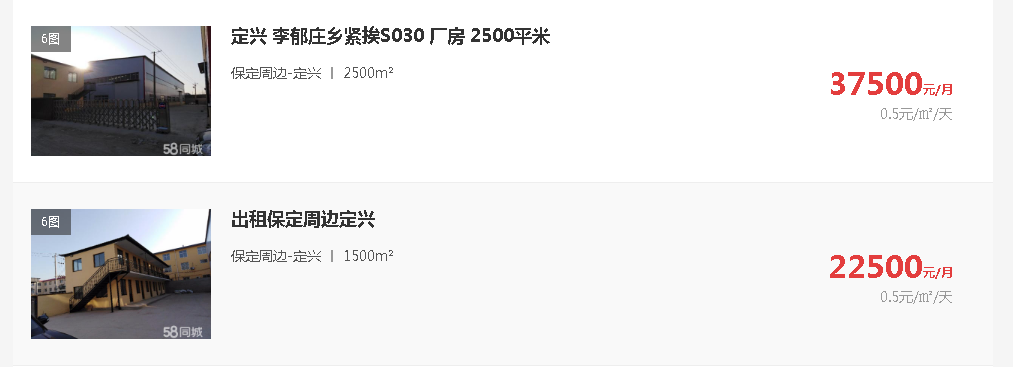 6图
定兴 李郁庄乡紧挨S030 厂房 2500平米
保定周边-定兴 | 2500m²
37500元/月
0.5元/㎡/天
58同城
6图
出租保定周边定兴
保定周边-定兴 | 1500m²
22500元/月
0.5元/㎡/天
58同城